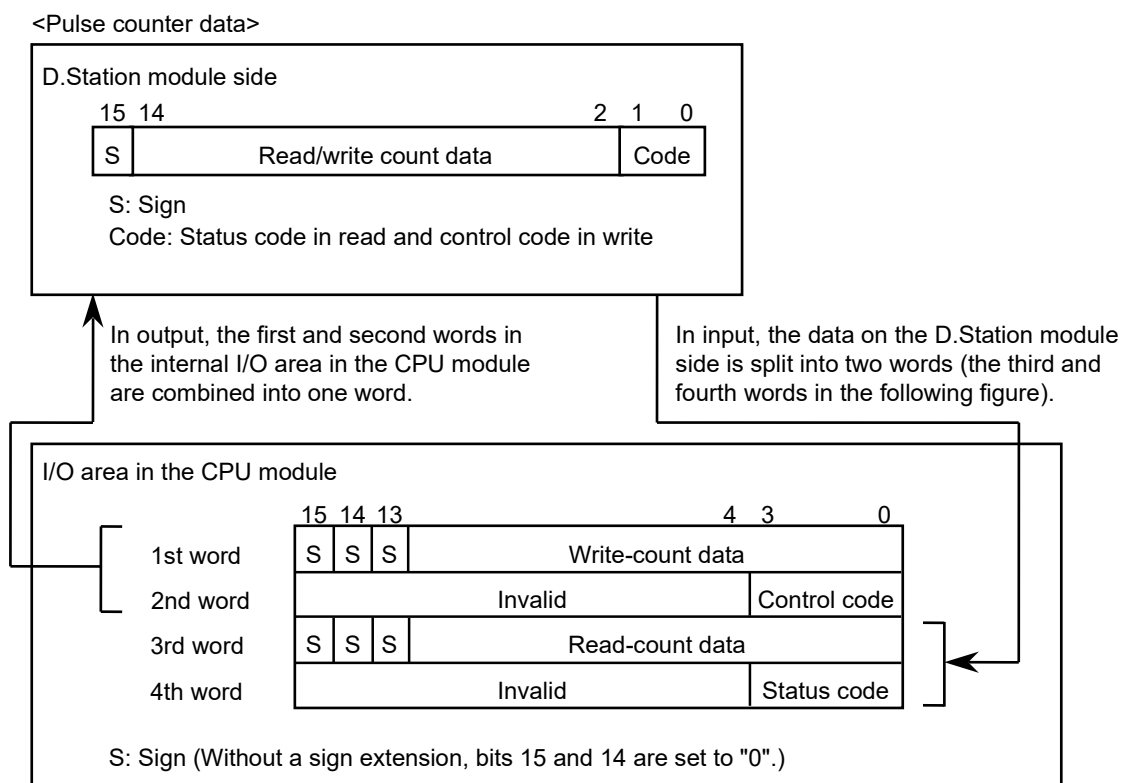 <Pulse counter data>
D.Station module side
15 14 2 1 0
S Read/write count data Code
S: Sign
Code: Status code in read and control code in write
In output, the first and second words in
the internal I/O area in the CPU module
are combined into one word.
In input, the data on the D.Station module
side is split into two words (the third and
fourth words in the following figure).
I/O area in the CPU module
15 14 13 4 3 0
1st word S S S Write-count data
2nd word Invalid Control code
3rd word S S S Read-count data
4th word Invalid Status code
S: Sign (Without a sign extension, bits 15 and 14 are set to "0".)